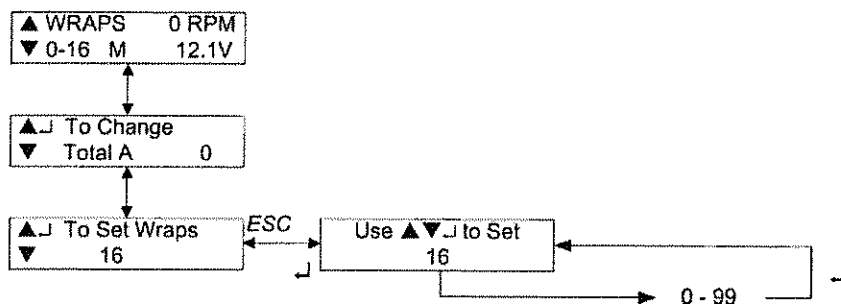 ▲ WRAPS 0 RPM
▼ 0-16 M 12.1V
▲↵ To Change
▼ Total A 0
▲↵ To Set Wraps
▼ 16
ESC
↵
Use ▲▼↵ to Set
16
0 - 99
↵